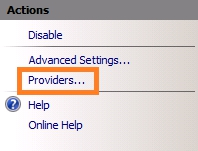 Actions
Disable
Advanced Settings...
Providers...
Help
Online Help